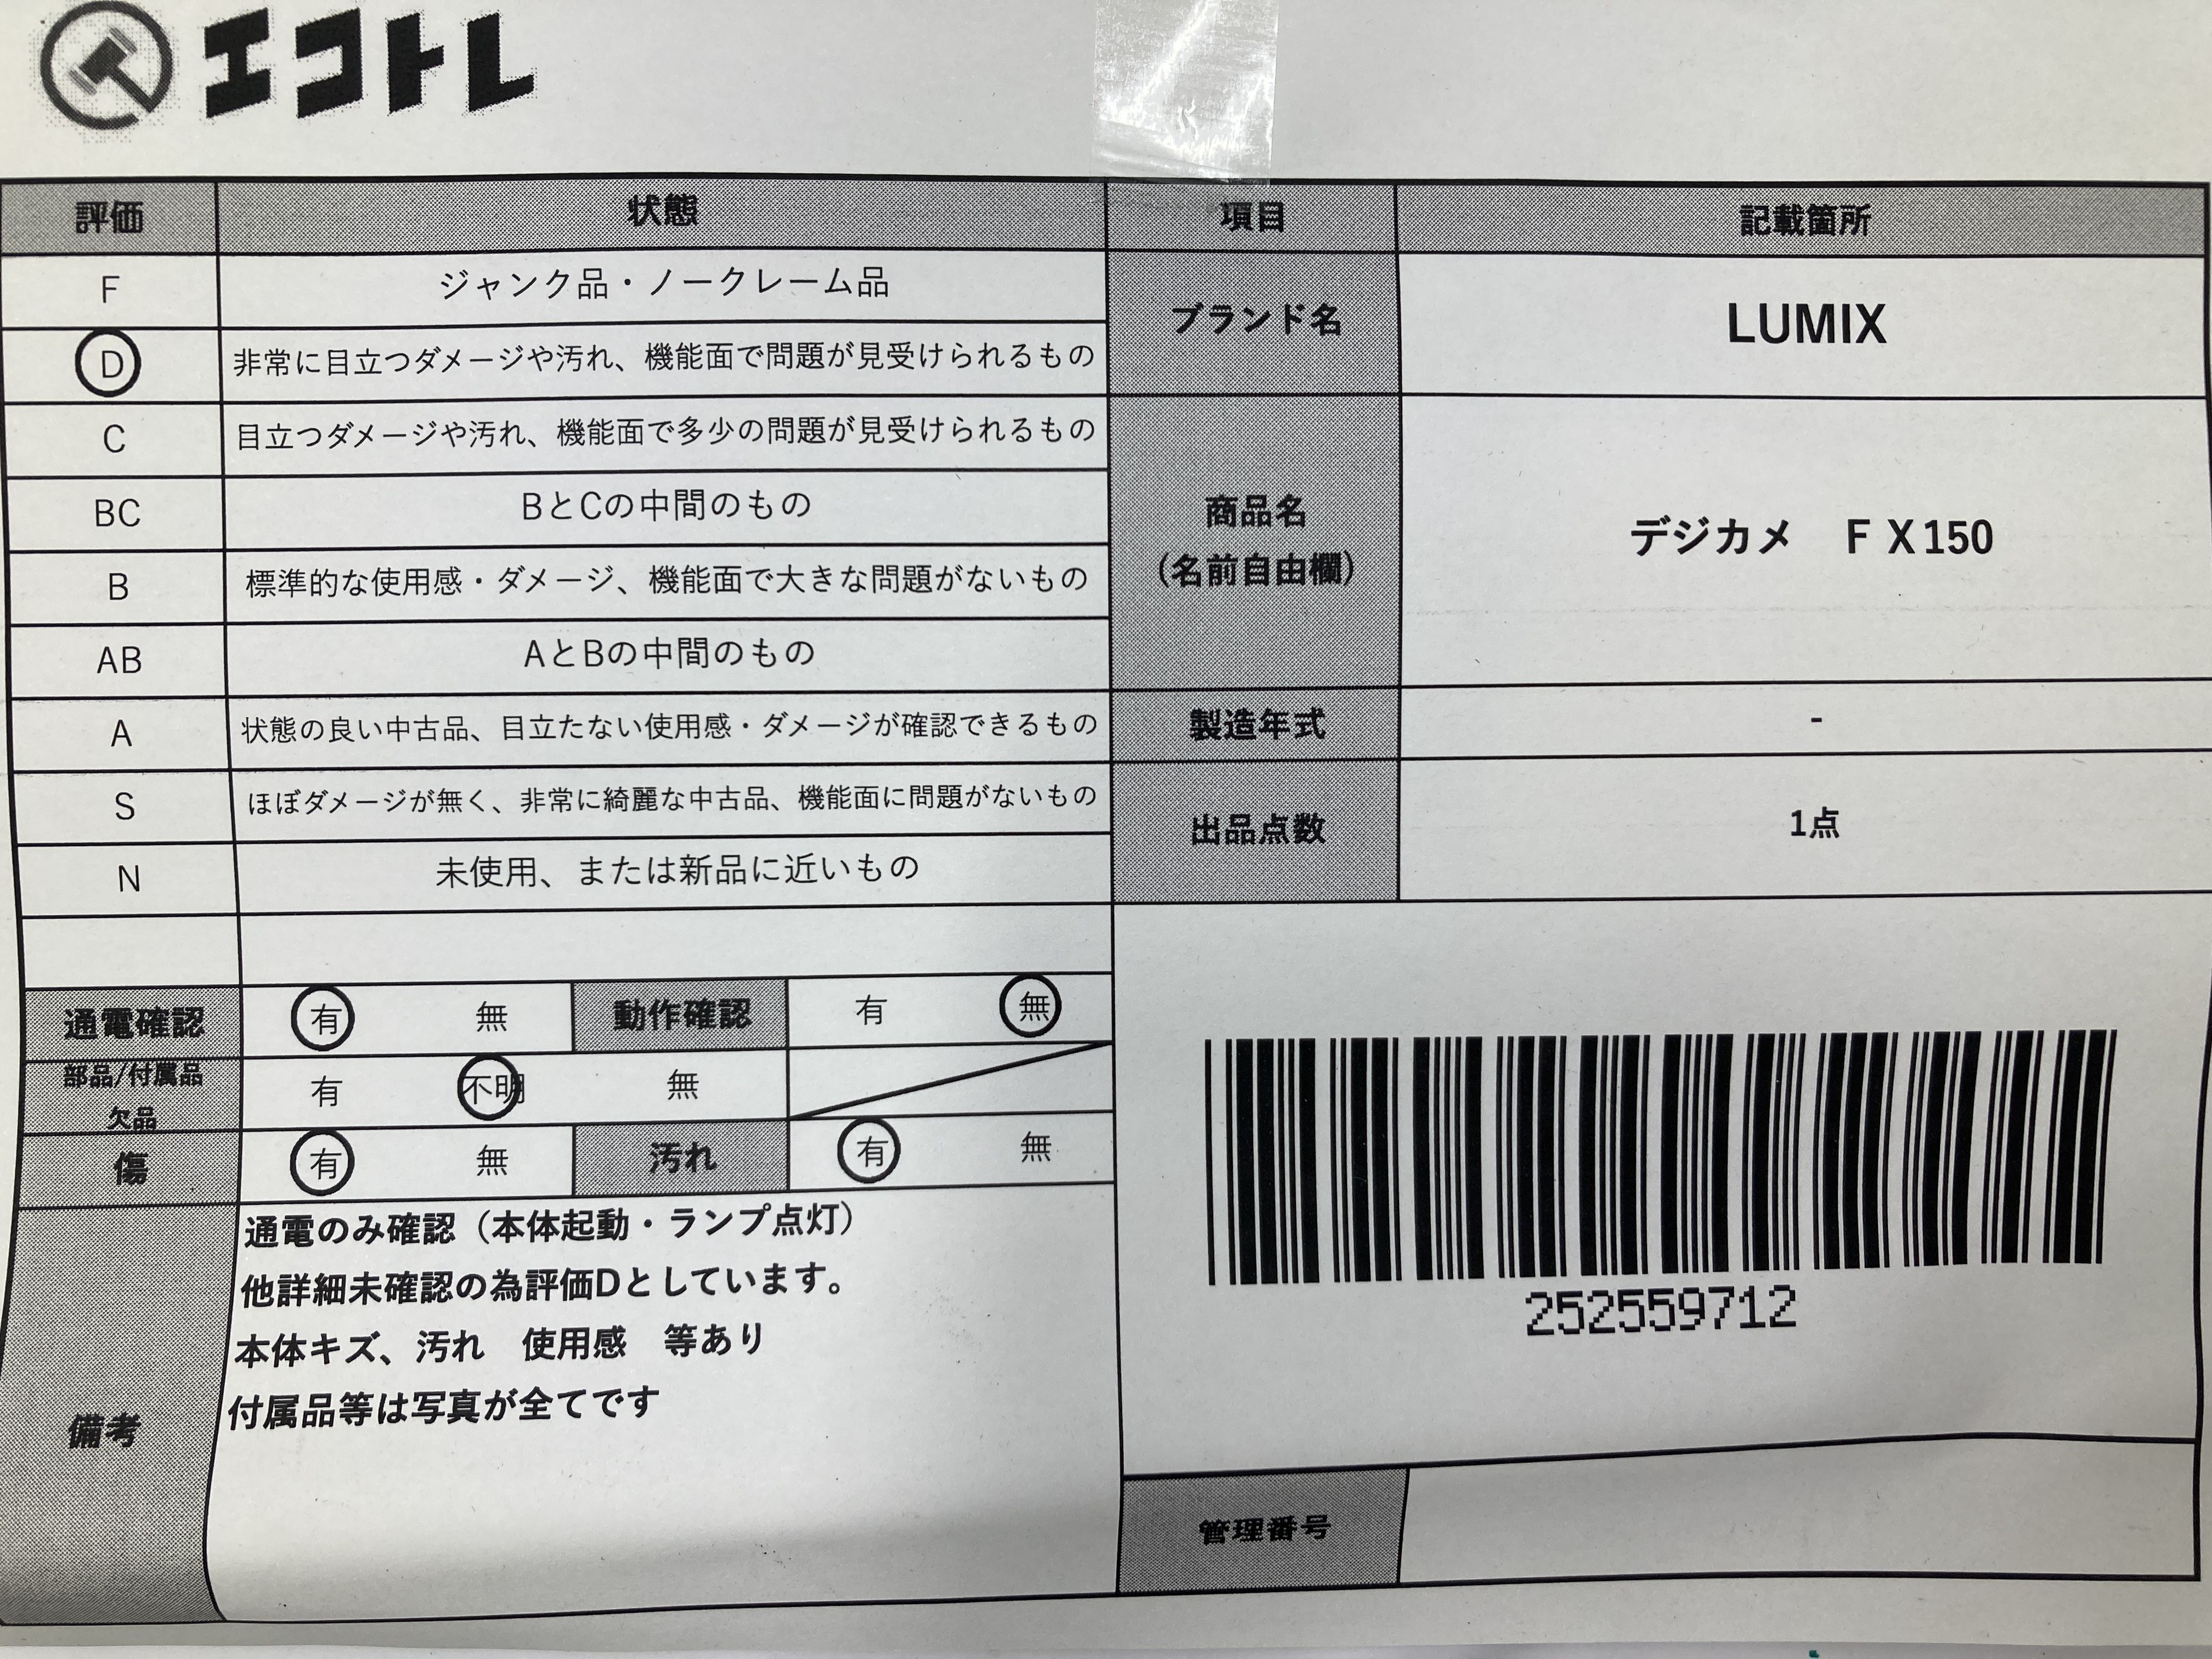 エコトレ
評価 状態
F ジャンク品・ノークレーム品
D 非常に目立つダメージや汚れ、機能面で問題が見受けられるもの
C 目立つダメージや汚れ、機能面で多少の問題が見受けられるもの
BC BとCの中間のもの
B 標準的な使用感・ダメージ、機能面で大きな問題がないもの
AB AとBの中間のもの
A 状態の良い中古品、目立たない使用感・ダメージが確認できるもの
S ほぼダメージが無く、非常に綺麗な中古品、機能面に問題がないもの
N 未使用、または新品に近いもの
通電確認 有 無 動作確認 有 無
部品/付属品
欠品
有 不明 無
傷 有 無 汚れ 有 無
備考
通電のみ確認（本体起動・ランプ点灯）
他詳細未確認の為評価Dとしています。
本体キズ、汚れ　使用感　等あり
付属品等は写真が全てです
項目 記載箇所
ブランド名 LUMIX
商品名
（名前自由欄）
デジカメ　ＦＸ150
製造年式 -
出品点数 1点
252559712
管理番号